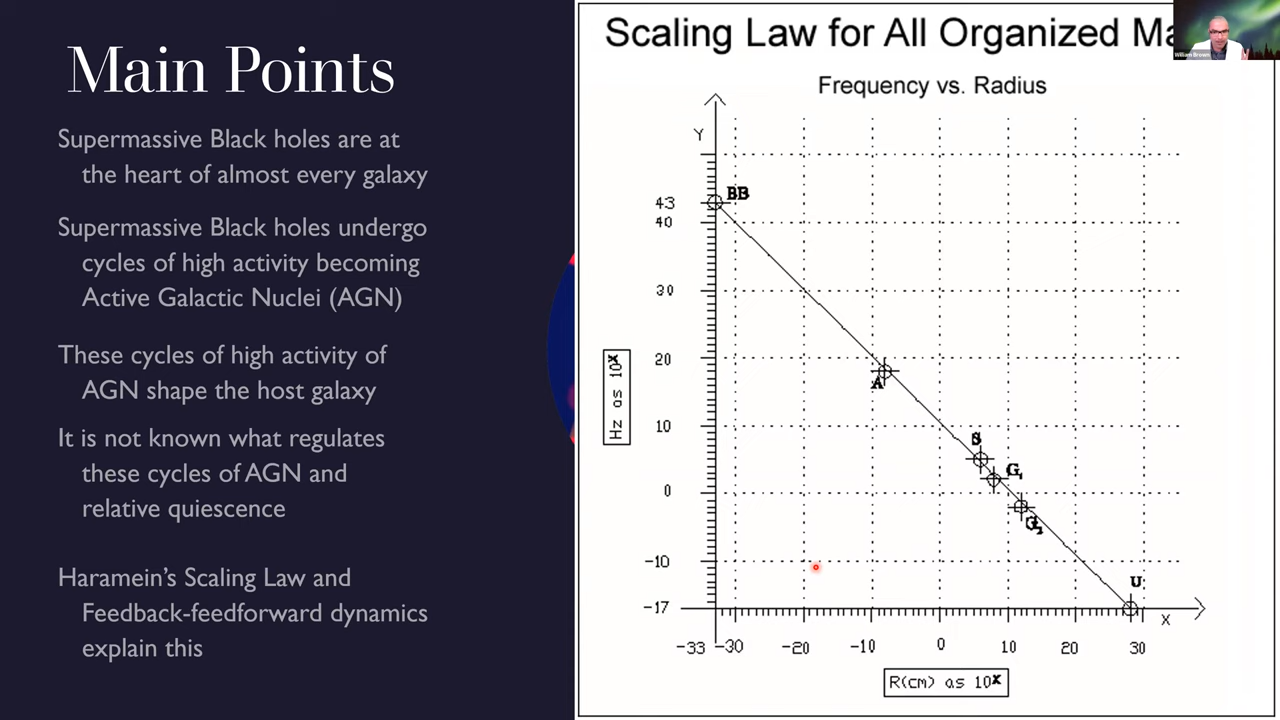 Main Points
Supermassive Black holes are at
the heart of almost every galaxy
Supermassive Black holes undergo
cycles of high activity becoming
Active Galactic Nuclei (AGN)
These cycles of high activity of
AGN shape the host galaxy
It is not known what regulates
these cycles of AGN and
relative quiescence
Haramein's Scaling Law and
Feedback-feedforward dynamics
explain this
Scaling Law for All Organized Ma
William Brown
Frequency vs. Radius
Y
BB
43
40
30
20
A
Hz as 10x
10
S
G1
0
G2
-10
U
-17
X
-33 -30 -20 -10 0 10 20 30
R(cm) as 10x